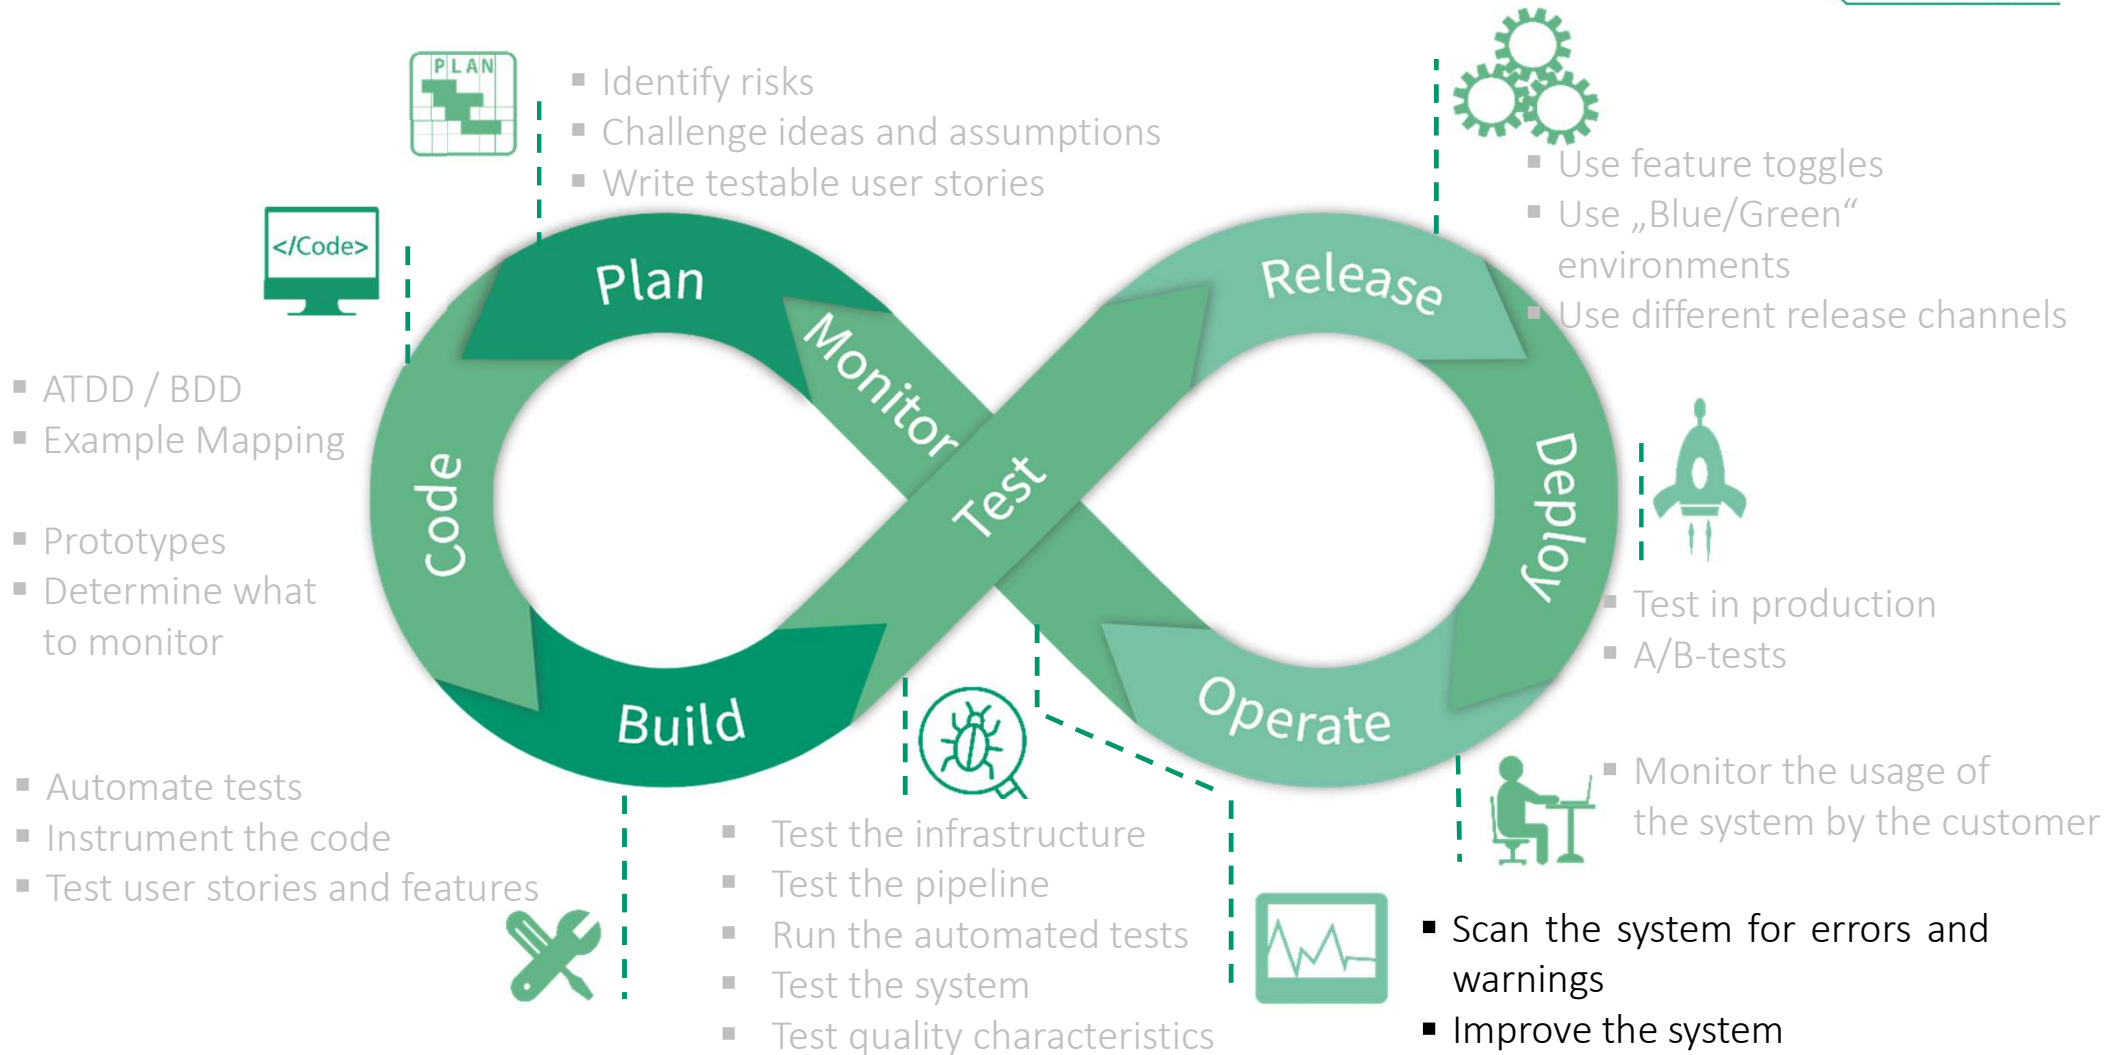 PLAN
▪ Identify risks
▪ Challenge ideas and assumptions
▪ Write testable user stories
▪ Use feature toggles
▪ Use „Blue/Green“
environments
▪ Use different release channels
</Code>
Plan
Release
Monitor
Test
Code
Deploy
Build
Operate
▪ ATDD / BDD
▪ Example Mapping
▪ Prototypes
▪ Determine what
to monitor
▪ Test in production
▪ A/B-tests
▪ Automate tests
▪ Instrument the code
▪ Test user stories and features
▪ Test the infrastructure
▪ Test the pipeline
▪ Run the automated tests
▪ Test the system
▪ Test quality characteristics
▪ Monitor the usage of
the system by the customer
▪ Scan the system for errors and
warnings
▪ Improve the system